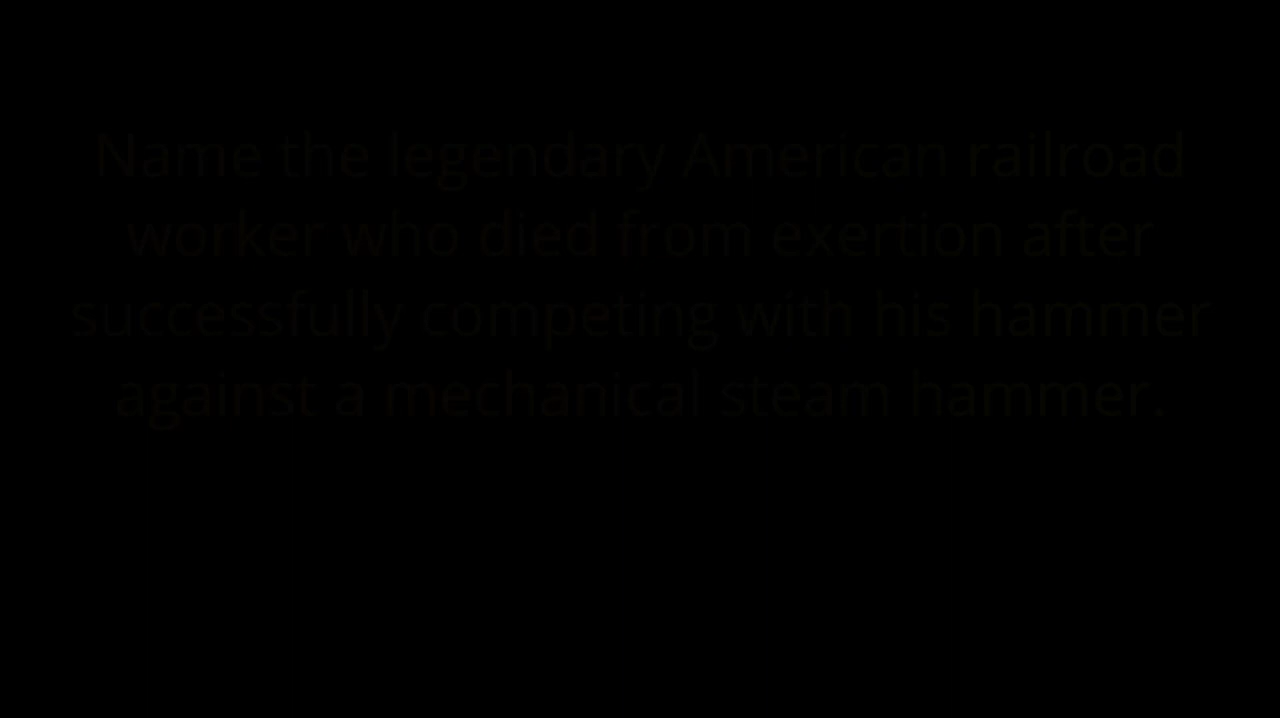 Name the legendary American railroad
worker who died from exertion after
successfully competing with his hammer
against a mechanical steam hammer.